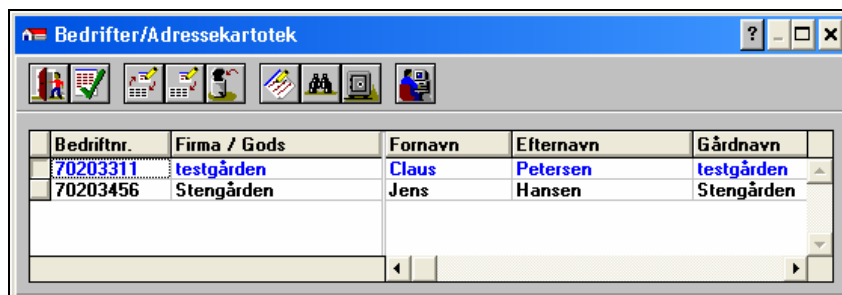 Bedrifter/Adressekartotek ?
Bedriftnr. Firma / Gods Fornavn Efternavn Gårdnavn
70203311 testgården Claus Petersen testgården
70203456 Stengården Jens Hansen Stengården